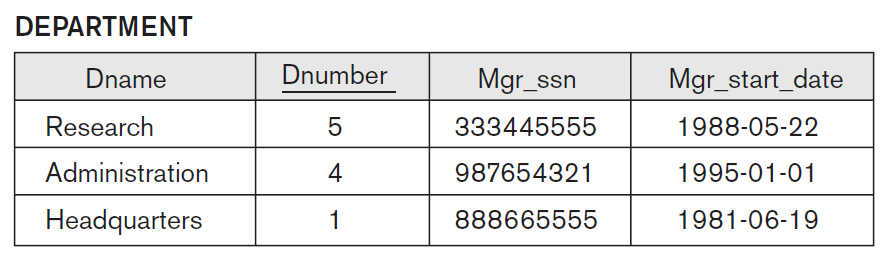 DEPARTMENT
Dname Dnumber Mgr_ssn Mgr_start_date
Research 5 333445555 1988-05-22
Administration 4 987654321 1995-01-01
Headquarters 1 888665555 1981-06-19